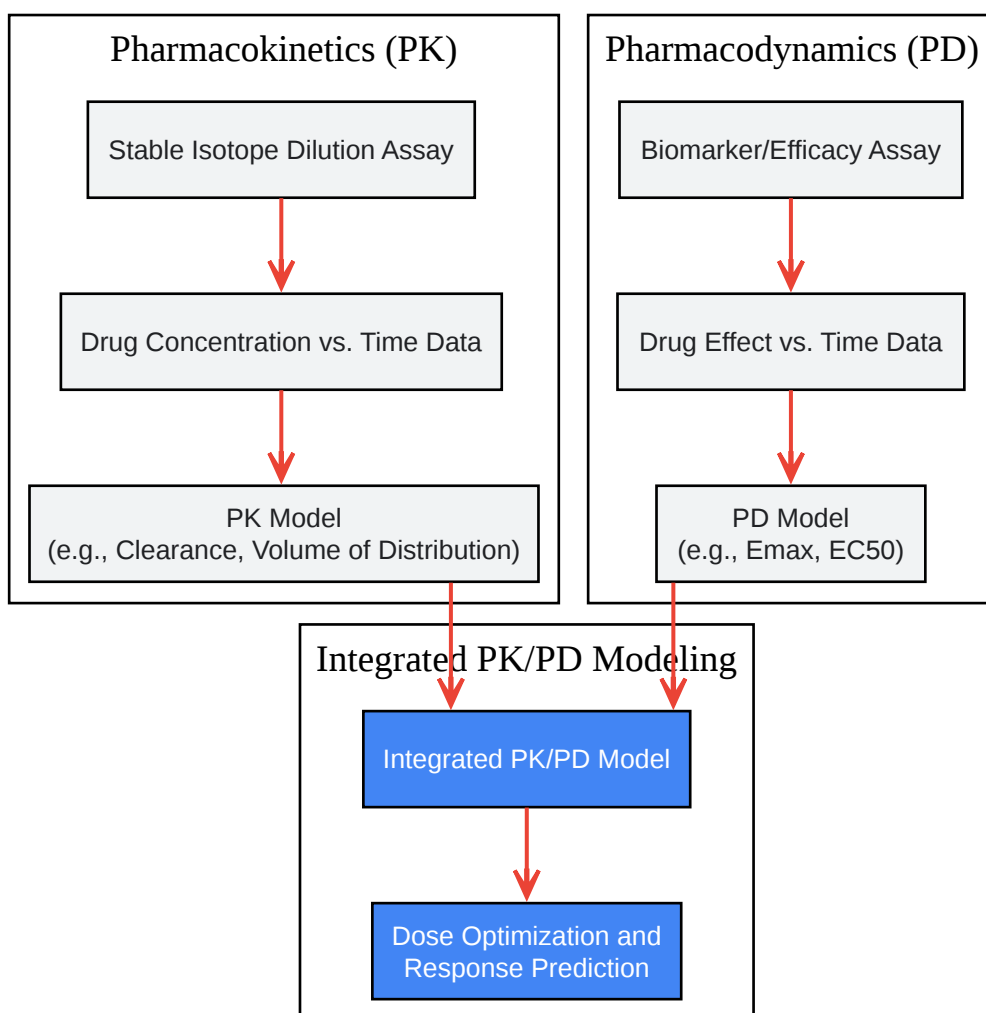 Pharmacokinetics (PK)
Stable Isotope Dilution Assay
Drug Concentration vs. Time Data
PK Model
(e.g., Clearance, Volume of Distribution)
Pharmacodynamics (PD)
Biomarker/Efficacy Assay
Drug Effect vs. Time Data
PD Model
(e.g., Emax, EC50)
Integrated PK/PD Modeling
Integrated PK/PD Model
Dose Optimization and
Response Prediction